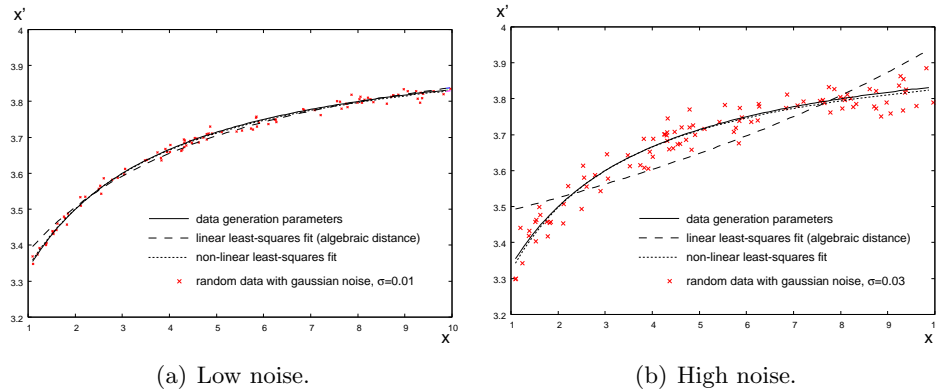 x'
4
3.9
3.8
3.7
3.6
3.5
3.4
3.3
3.2
data generation parameters
linear least-squares fit (algebraic distance)
non-linear least-squares fit
random data with gaussian noise, σ=0.01
1 2 3 4 5 6 7 8 9 10
x
(a) Low noise.
x'
4
3.9
3.8
3.7
3.6
3.5
3.4
3.3
3.2
data generation parameters
linear least-squares fit (algebraic distance)
non-linear least-squares fit
random data with gaussian noise, σ=0.03
1 2 3 4 5 6 7 8 9 1
x
(b) High noise.